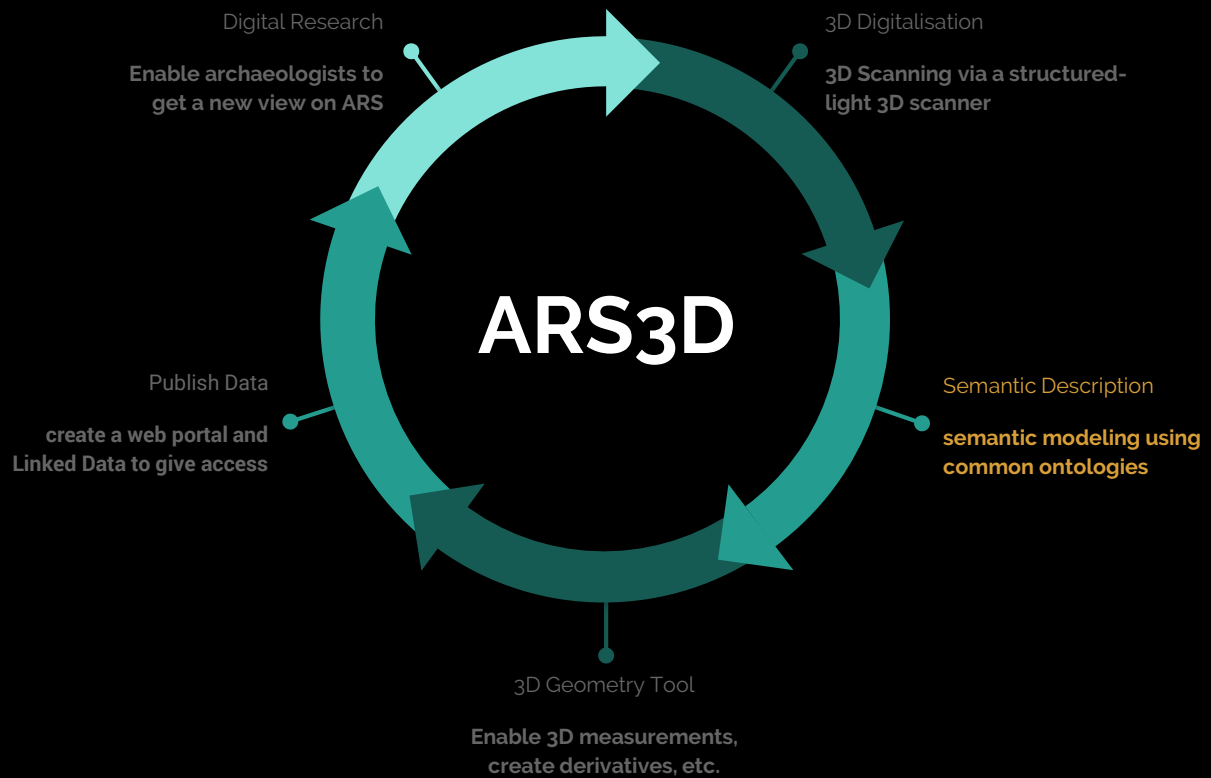 Digital Research
Enable archaeologists to
get a new view on ARS
3D Digitalisation
3D Scanning via a structured-
light 3D scanner
ARS3D
Publish Data
create a web portal and
Linked Data to give access
Semantic Description
semantic modeling using
common ontologies
3D Geometry Tool
Enable 3D measurements,
create derivatives, etc.